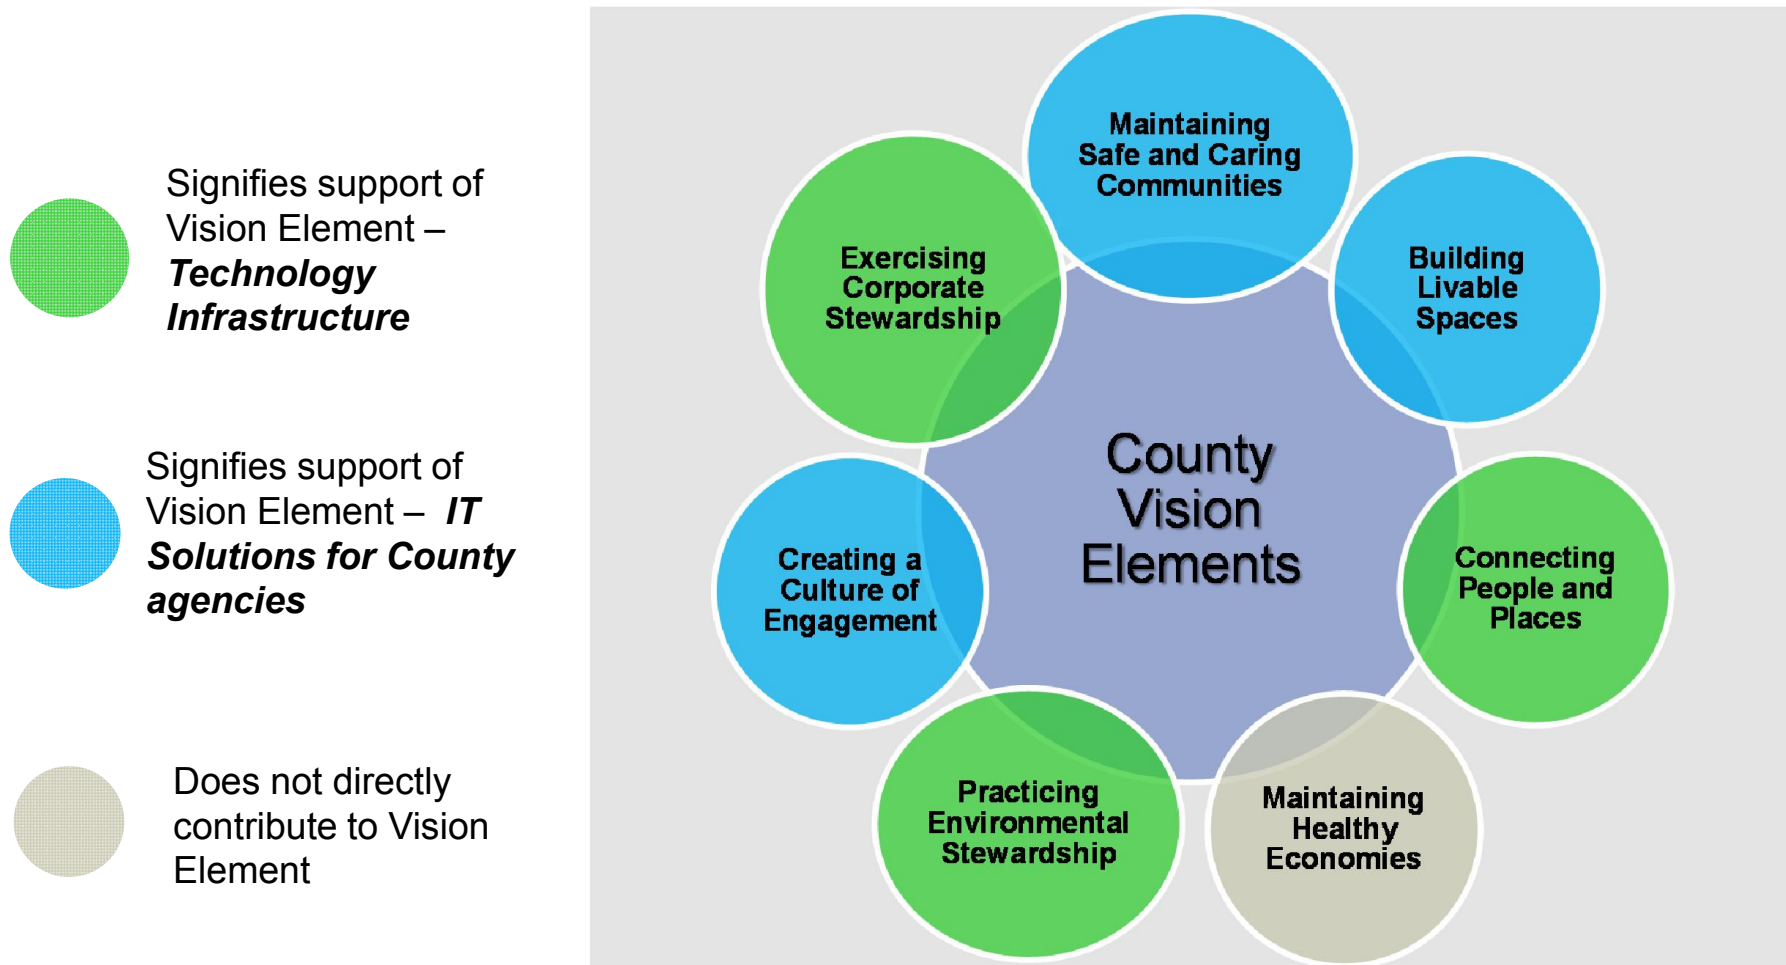 Signifies support of
Vision Element –
Technology
Infrastructure
Signifies support of
Vision Element – IT
Solutions for County
agencies
Does not directly
contribute to Vision
Element
Maintaining
Safe and Caring
Communities
Building
Livable
Spaces
Connecting
People and
Places
Maintaining
Healthy
Economies
Practicing
Environmental
Stewardship
Creating a
Culture of
Engagement
Exercising
Corporate
Stewardship
County
Vision
Elements